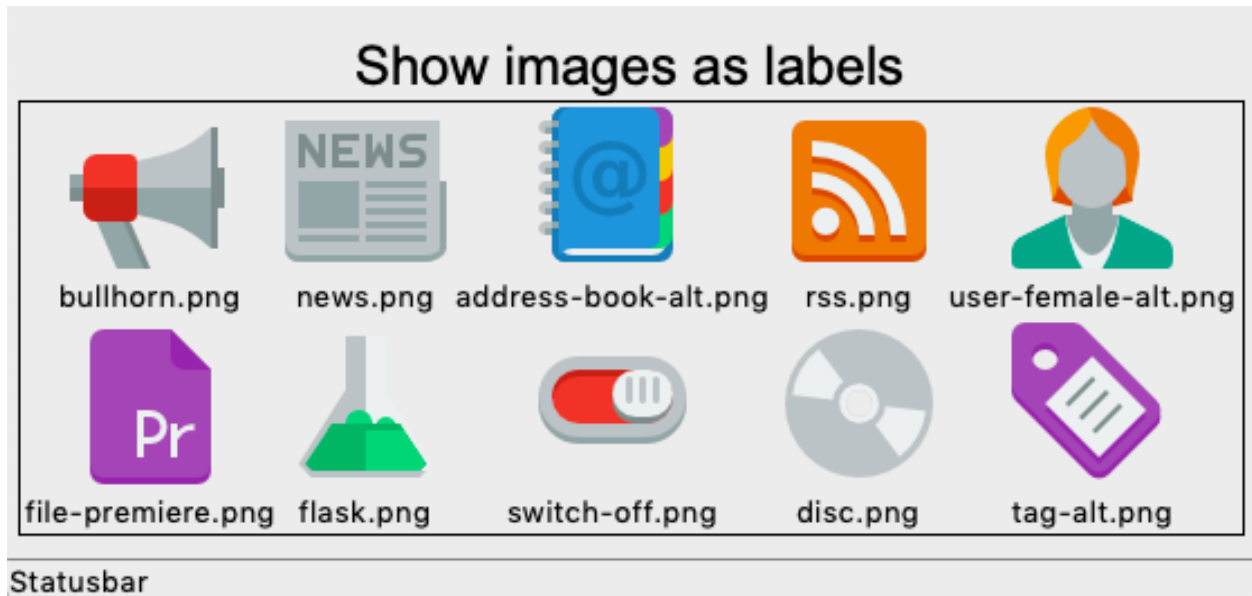 Show images as labels
NEWS
@
bullhorn.png news.png address-book-alt.png rss.png user-female-alt.png
Pr
file-premiere.png flask.png switch-off.png disc.png tag-alt.png
Statusbar